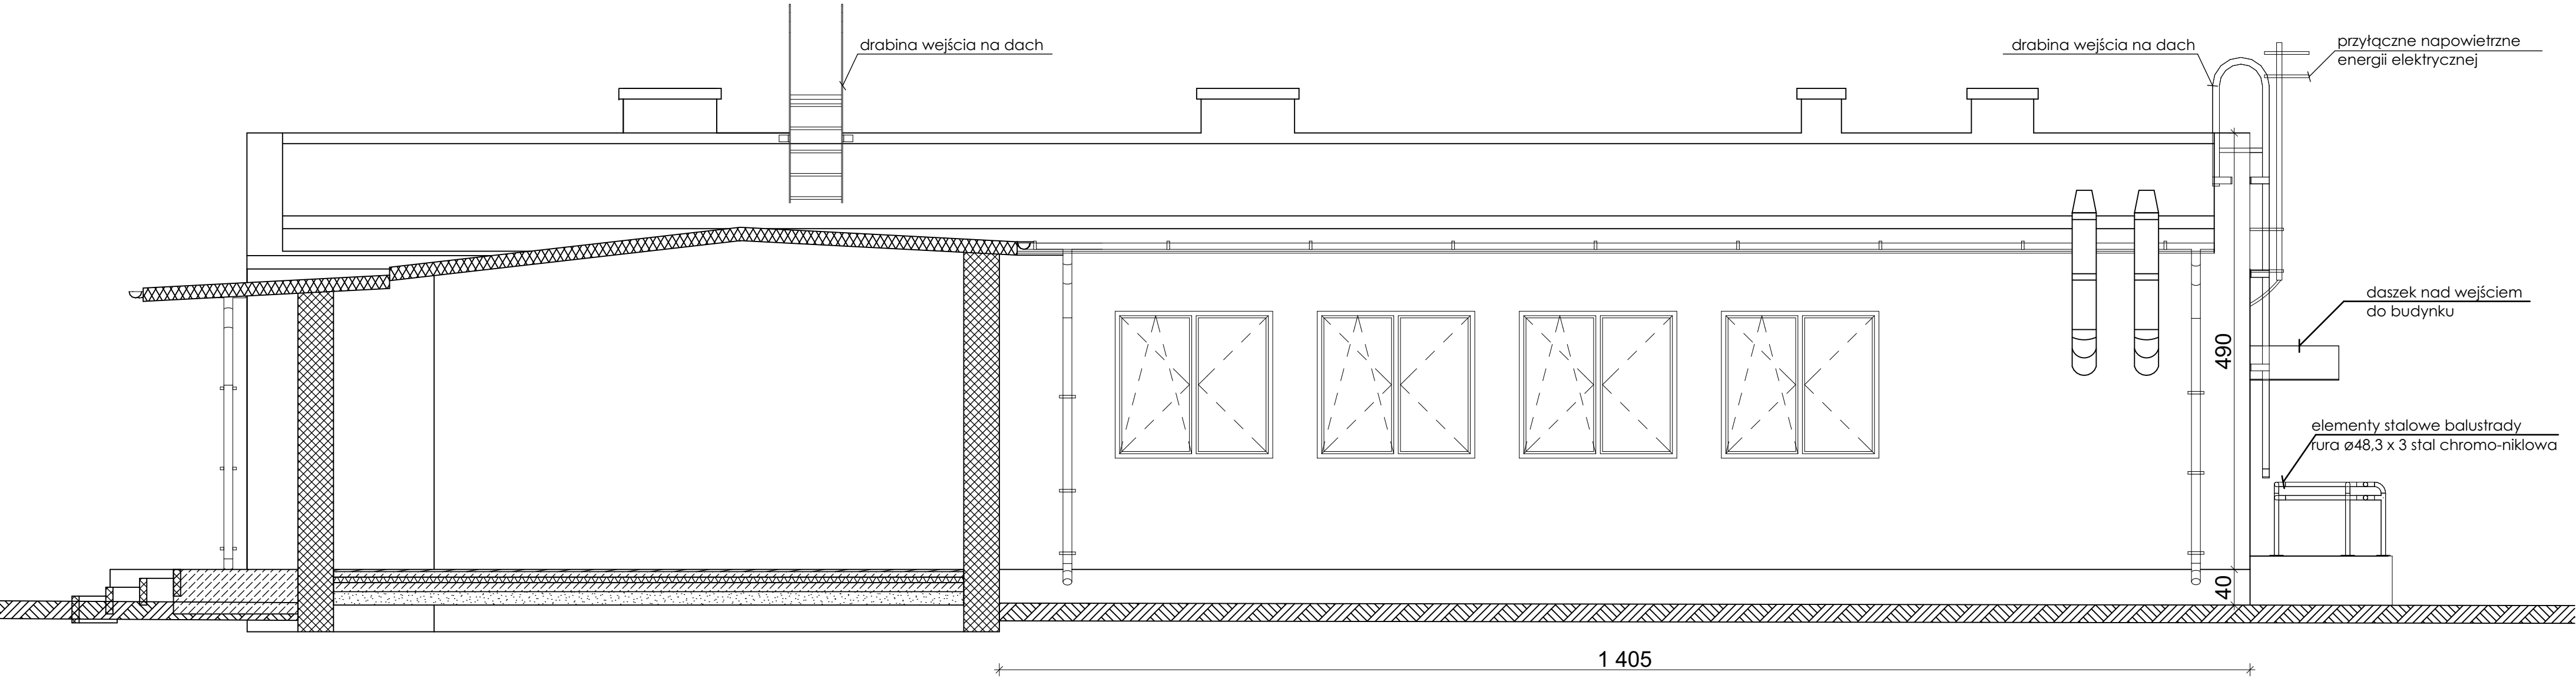 drabina wejścia na dach
drabina wejścia na dach
przyłączne napowietrzne
energii elektrycznej
daszek nad wejściem
do budynku
490
elementy stalowe balustrady
rura ø48,3 x 3 stal chromo-niklowa
40
1 405